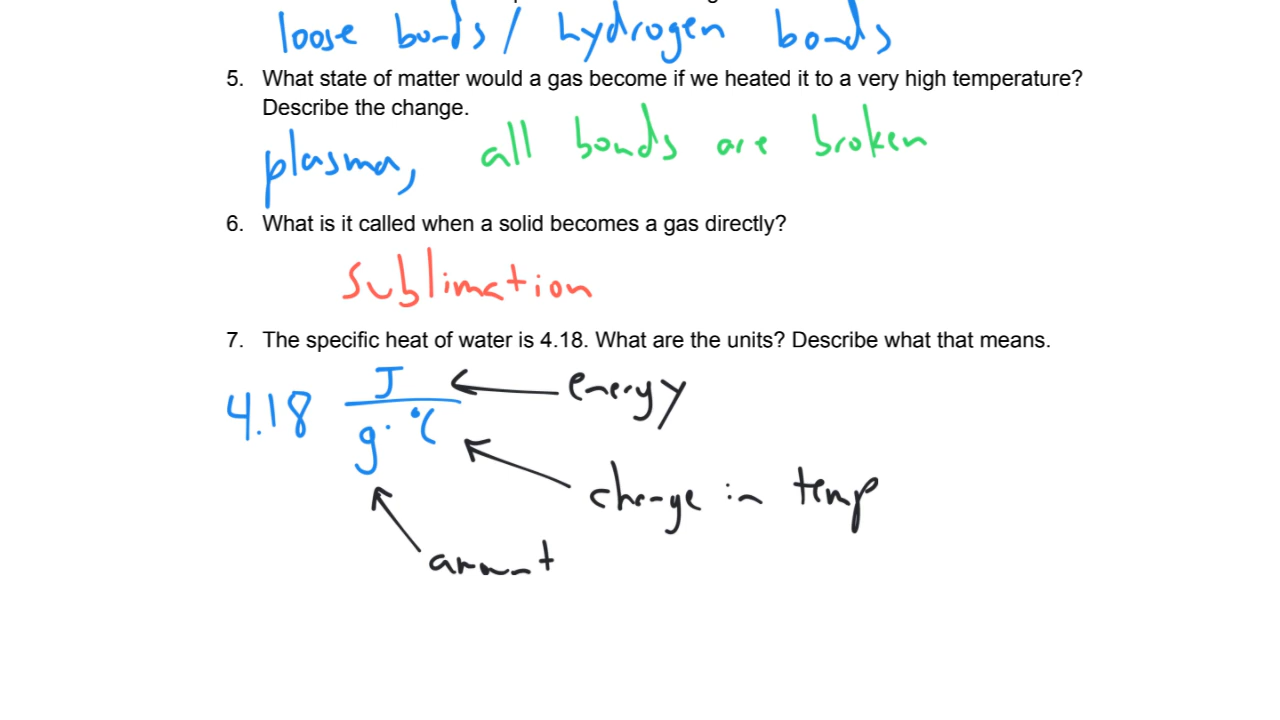 loose bonds / hydrogen bonds
5. What state of matter would a gas become if we heated it to a very high temperature?
Describe the change.
plasma, all bonds are broken
6. What is it called when a solid becomes a gas directly?
sublimation
7. The specific heat of water is 4.18. What are the units? Describe what that means.
J energy
4.18
g · °C
change in temp
amount